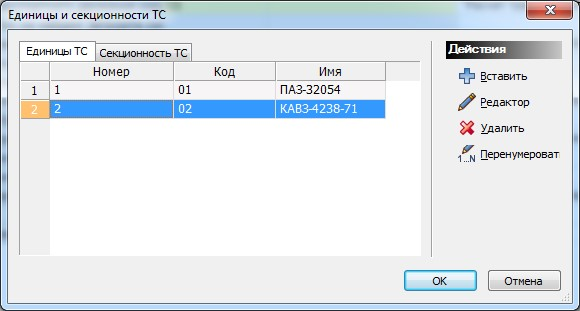 Единицы и секционности ТС
Единицы ТС Секционность ТС
Номер Код Имя
1 1 01 ПАЗ-32054
2 2 02 КАВЗ-4238-71
Действия
Вставить
Редактор
Удалить
1...N Перенумероват
OK Отмена